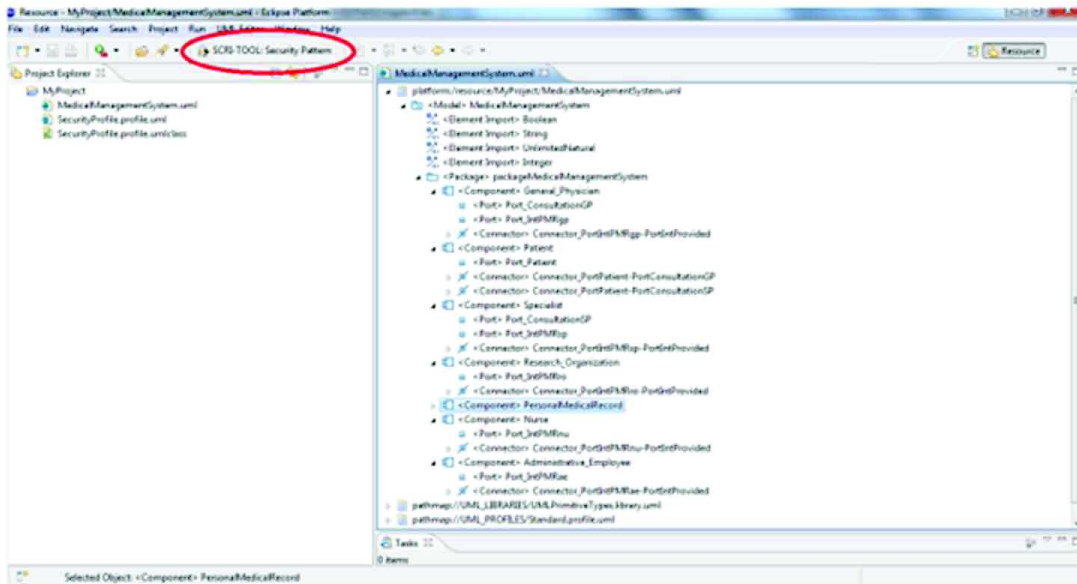 Resource - MyProject/MedicalManagementSystem.uml - Eclipse Platform
File Edit Navigate Search Project Run UML Editor Window Help
SCRI-TOOL: Security Pattern
Resource
Project Explorer
MyProject
MedicalManagementSystem.uml
SecurityProfile.profile.uml
SecurityProfile.profile.umlclass
MedicalManagementSystem.uml
platform:/resource/MyProject/MedicalManagementSystem.uml
<Model> MedicalManagementSystem
<Element Import> Boolean
<Element Import> String
<Element Import> UnlimitedNatural
<Element Import> Integer
<Package> packageMedicalManagementSystem
<Component> General_Physician
<Port> Port_ConsultationGP
<Port> Port_IntPMRgp
<Connector> Connector_PortIntPMRgp-PortIntProvided
<Component> Patient
<Port> Port_Patient
<Connector> Connector_PortPatient-PortConsultationGP
<Connector> Connector_PortPatient-PortConsultationSP
<Component> Specialist
<Port> Port_ConsultationSP
<Port> Port_IntPMRsp
<Connector> Connector_PortIntPMRsp-PortIntProvided
<Component> Research_Organization
<Port> Port_IntPMRro
<Connector> Connector_PortIntPMRro-PortIntProvided
<Component> PersonalMedicalRecord
<Component> Nurse
<Port> Port_IntPMRnu
<Connector> Connector_PortIntPMRnu-PortIntProvided
<Component> Administrative_Employee
<Port> Port_IntPMRae
<Connector> Connector_PortIntPMRae-PortIntProvided
pathmap://UML_LIBRARIES/UMLPrimitiveTypes.library.uml
pathmap://UML_PROFILES/Standard.profile.uml
Tasks
0 items
Selected Object: <Component> PersonalMedicalRecord